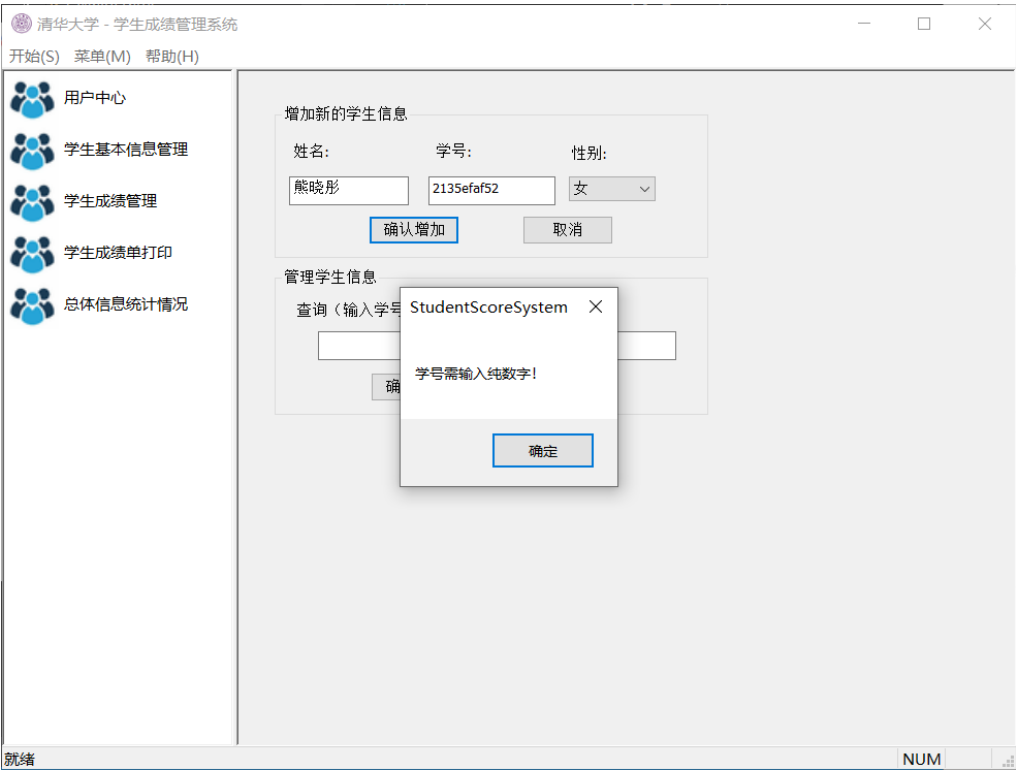 清华大学 - 学生成绩管理系统
开始(S) 菜单(M) 帮助(H)
用户中心
学生基本信息管理
学生成绩管理
学生成绩单打印
总体信息统计情况
增加新的学生信息
姓名: 学号: 性别:
熊晓彤 2135efaf52 女
确认增加 取消
管理学生信息
查询（输入学号
确
StudentScoreSystem
学号需输入纯数字!
确定
就绪 NUM